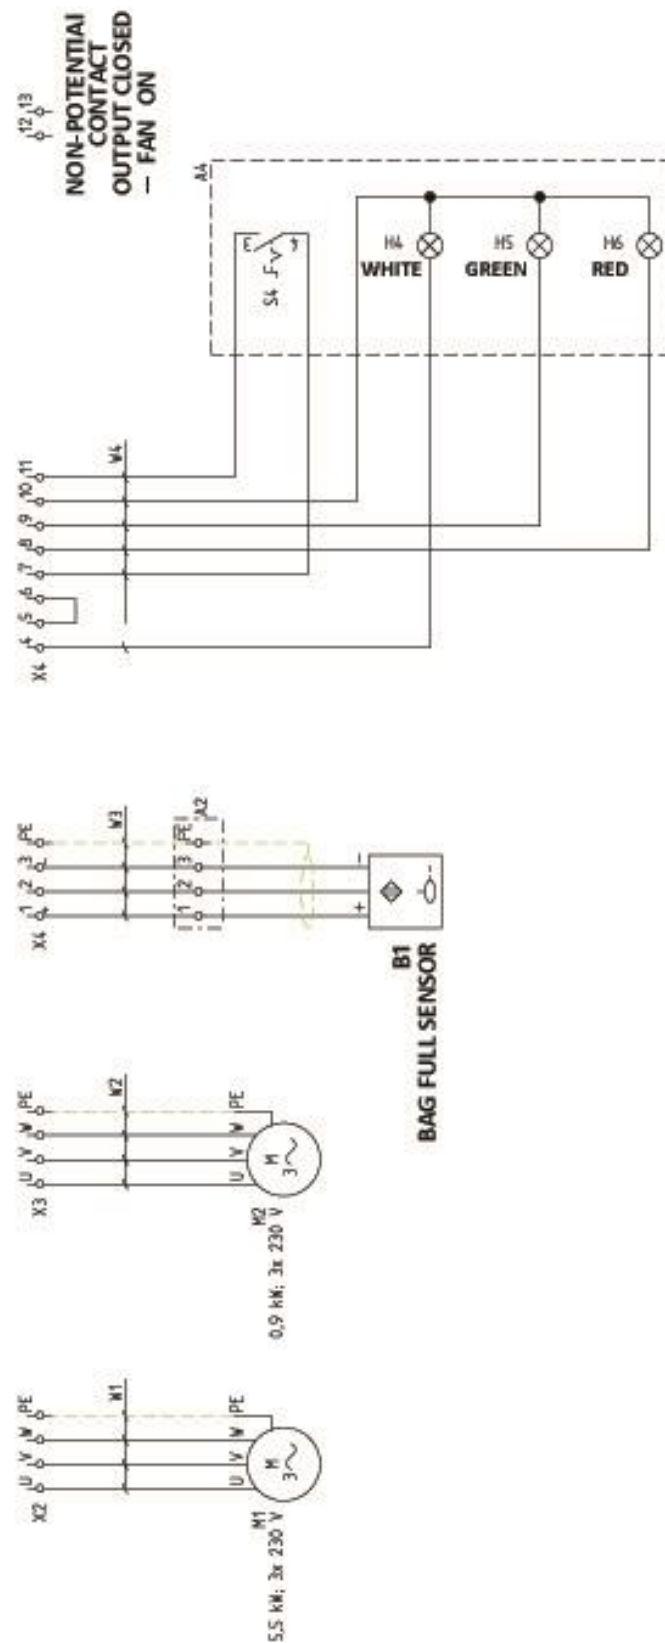 12 13
NON-POTENTIAL
CONTACT
OUTPUT CLOSED
— FAN ON
A4
S4
H4
WHITE
H5
GREEN
H6
RED
X4
4 5 6 7 8 9 10 11
W4
X4
1 2 3 PE
W3
A2
1 2 3 PE
+ −
B1
BAG FULL SENSOR
X3
U V W PE
W2
U V W PE
M
3~
M2
0,9 kW; 3x 230 V
X2
U V W PE
W1
U V W PE
M
3~
M1
5,5 kW; 3x 230 V